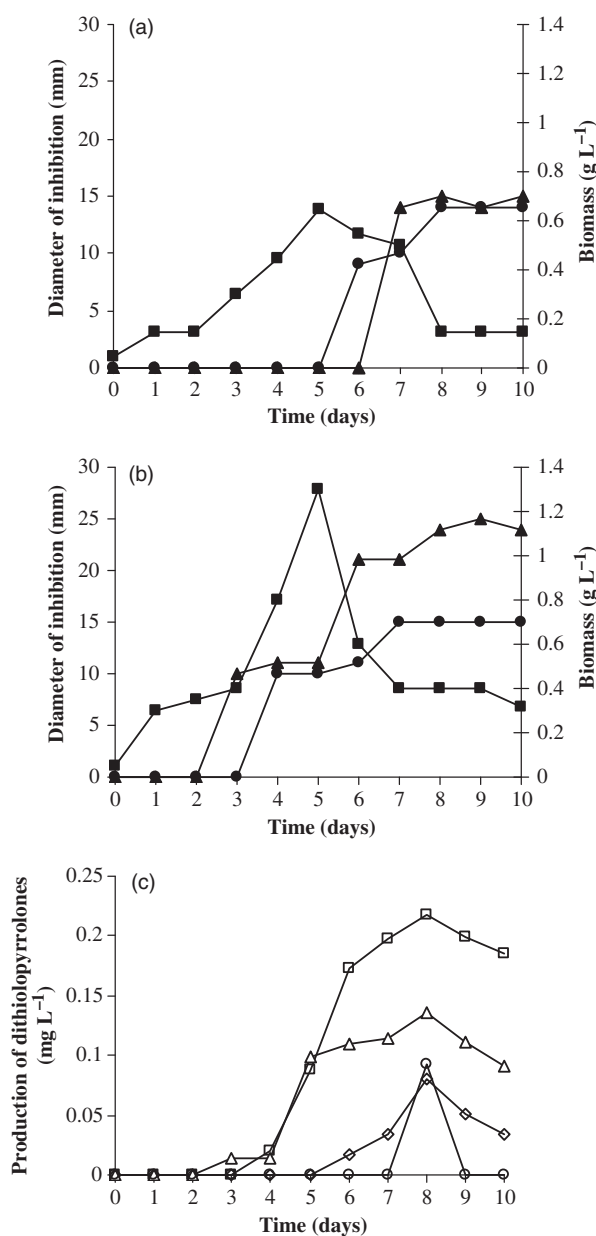 (a)
Diameter of inhibition (mm)
30
25
20
15
10
5
0
1.4
1.2
1
0.8
0.6
0.4
0.2
0
Biomass (g L⁻¹)
0 1 2 3 4 5 6 7 8 9 10
Time (days)
(b)
Diameter of inhibition (mm)
30
25
20
15
10
5
0
1.4
1.2
1
0.8
0.6
0.4
0.2
0
Biomass (g L⁻¹)
0 1 2 3 4 5 6 7 8 9 10
Time (days)
(c)
Production of dithiolopyrrolones
(mg L⁻¹)
0.25
0.2
0.15
0.1
0.05
0
0 1 2 3 4 5 6 7 8 9 10
Time (days)